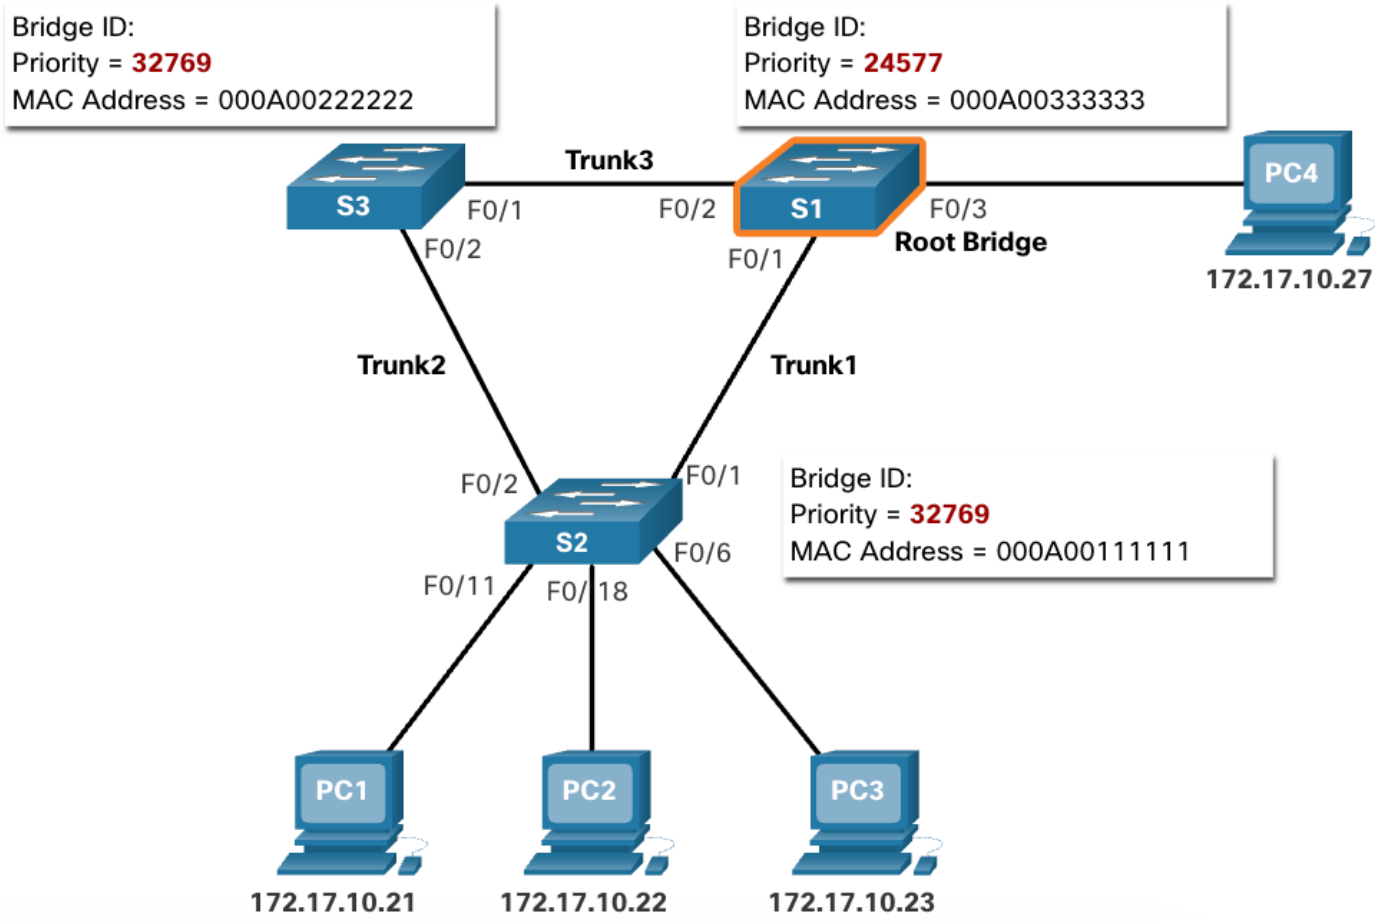 Bridge ID:
Priority = 32769
MAC Address = 000A00222222
Bridge ID:
Priority = 24577
MAC Address = 000A00333333
Trunk3
S3
F0/1
F0/2
S1
F0/3
PC4
F0/2
F0/1
Root Bridge
172.17.10.27
Trunk2
Trunk1
F0/2
F0/1
Bridge ID:
Priority = 32769
MAC Address = 000A00111111
S2
F0/6
F0/11
F0/18
PC1
PC2
PC3
172.17.10.21
172.17.10.22
172.17.10.23